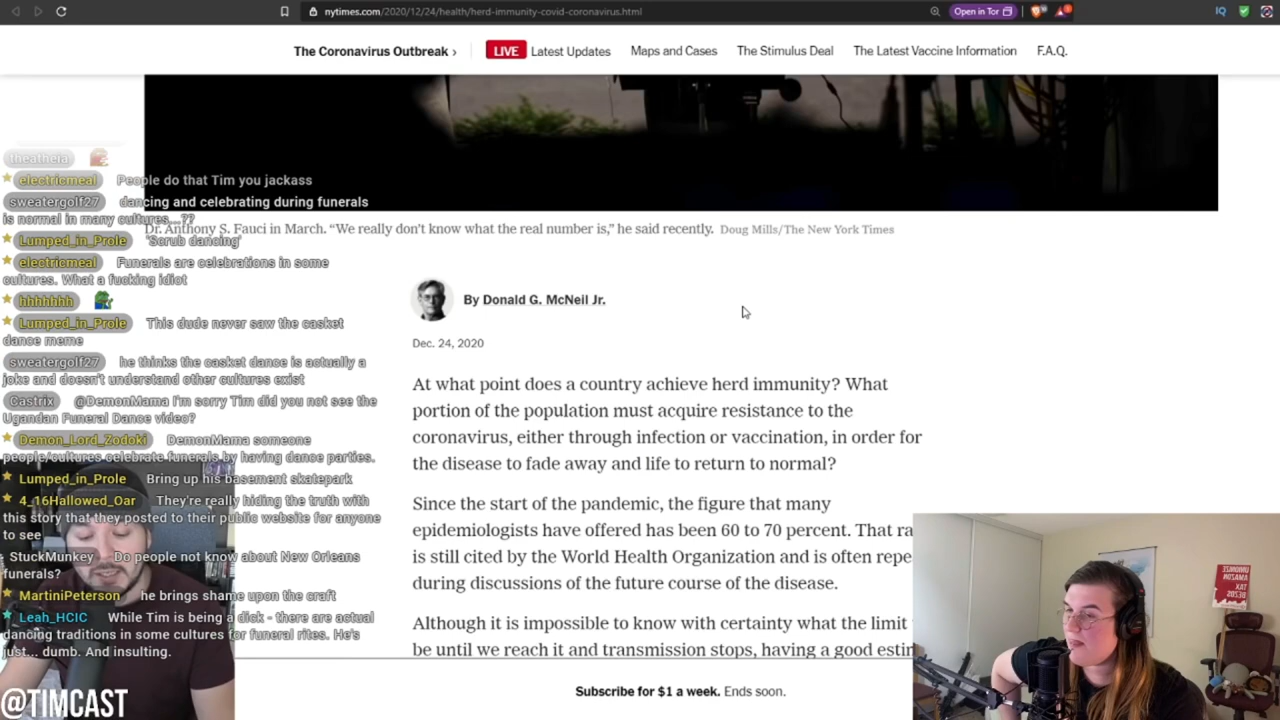 nytimes.com/2020/12/24/health/herd-immunity-covid-coronavirus.html
Open in Tor
The Coronavirus Outbreak ›
LIVE Latest Updates
Maps and Cases
The Stimulus Deal
The Latest Vaccine Information
F.A.Q.
theatheia
electricmeal People do that Tim you jackass
sweatergolf27 dancing and celebrating during funerals
is normal in many cultures...??
Lumped_in_Prole 'Scrub dancing'
electricmeal Funerals are celebrations in some
cultures. What a fucking idiot
hhhhhhh
Lumped_in_Prole This dude never saw the casket
dance meme
sweatergolf27 he thinks the casket dance is actually a
joke and doesn't understand other cultures exist
Castrix @DemonMama I'm sorry Tim did you not see the
Ugandan Funeral Dance video?
Demon_Lord_Zodoki DemonMama someone
people/cultures celebrate funerals by having dance parties.
Lumped_in_Prole Bring up his basement skatepark
4_16Hallowed_Oar They're really hiding the truth with
this story that they posted to their public website for anyone
to see
StuckMunkey Do people not know about New Orleans
funerals?
MartiniPeterson he brings shame upon the craft
Leah_HCIC While Tim is being a dick - there are actual
dancing traditions in some cultures for funeral rites. He's
just... dumb. And insulting.
@TIMCAST
Dr. Anthony S. Fauci in March. “We really don’t know what the real number is,” he said recently. Doug Mills/The New York Times
By Donald G. McNeil Jr.
Dec. 24, 2020
At what point does a country achieve herd immunity? What
portion of the population must acquire resistance to the
coronavirus, either through infection or vaccination, in order for
the disease to fade away and life to return to normal?
Since the start of the pandemic, the figure that many
epidemiologists have offered has been 60 to 70 percent. That ra
is still cited by the World Health Organization and is often repe
during discussions of the future course of the disease.
Although it is impossible to know with certainty what the limit
be until we reach it and transmission stops, having a good estin
Subscribe for $1 a week. Ends soon.
UNIONIZE
AMAZON
TAX
BEZOS